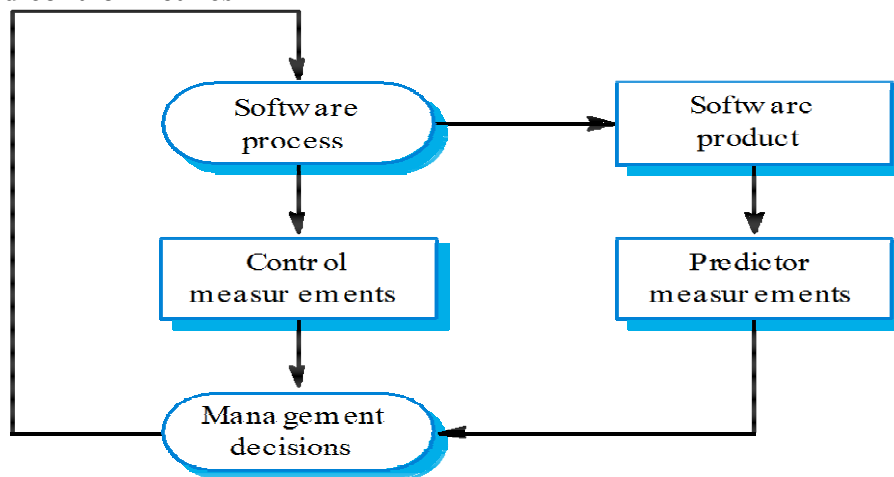 Software
process
Software
product
Control
measurements
Predictor
measurements
Management
decisions